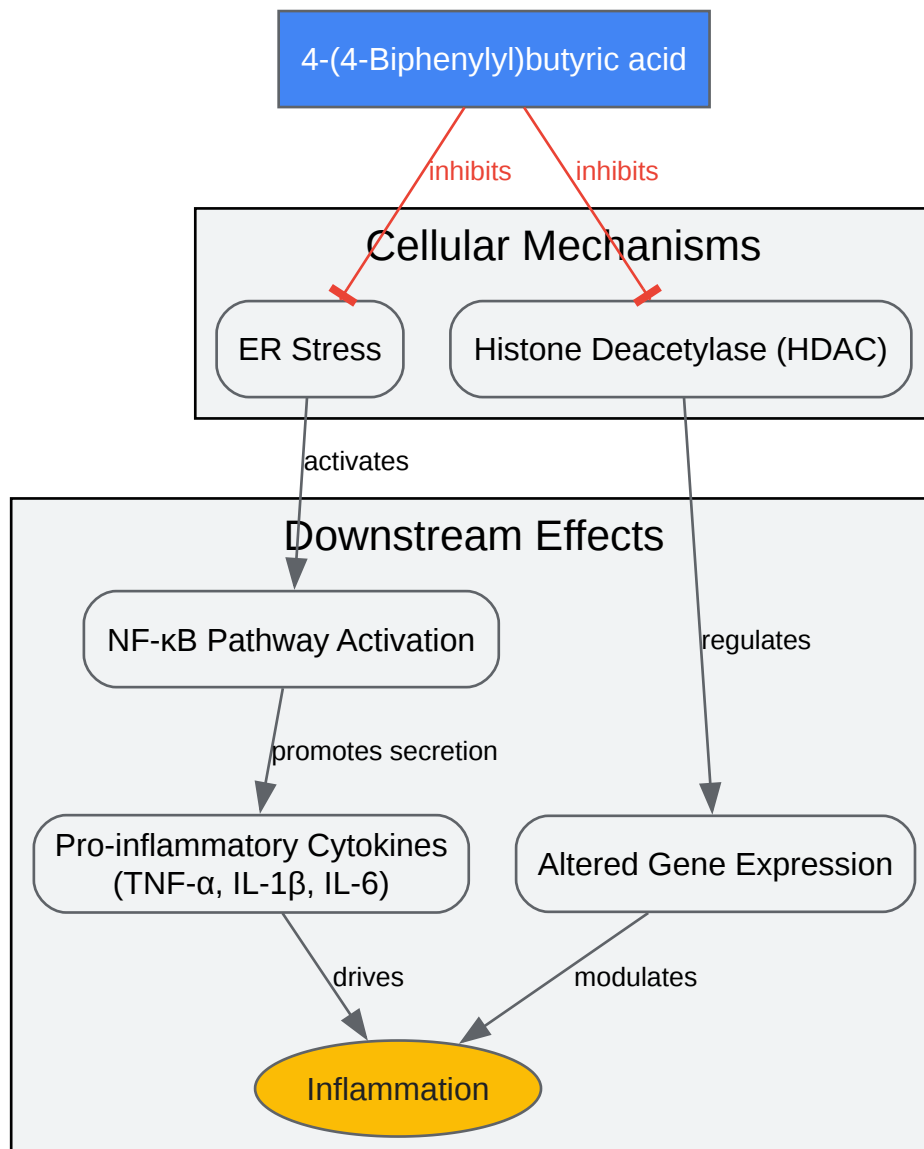 4-(4-Biphenylyl)butyric acid
inhibits
inhibits
Cellular Mechanisms
ER Stress
Histone Deacetylase (HDAC)
activates
Downstream Effects
NF-κB Pathway Activation
regulates
promotes secretion
Pro-inflammatory Cytokines
(TNF-α, IL-1β, IL-6)
Altered Gene Expression
drives
modulates
Inflammation